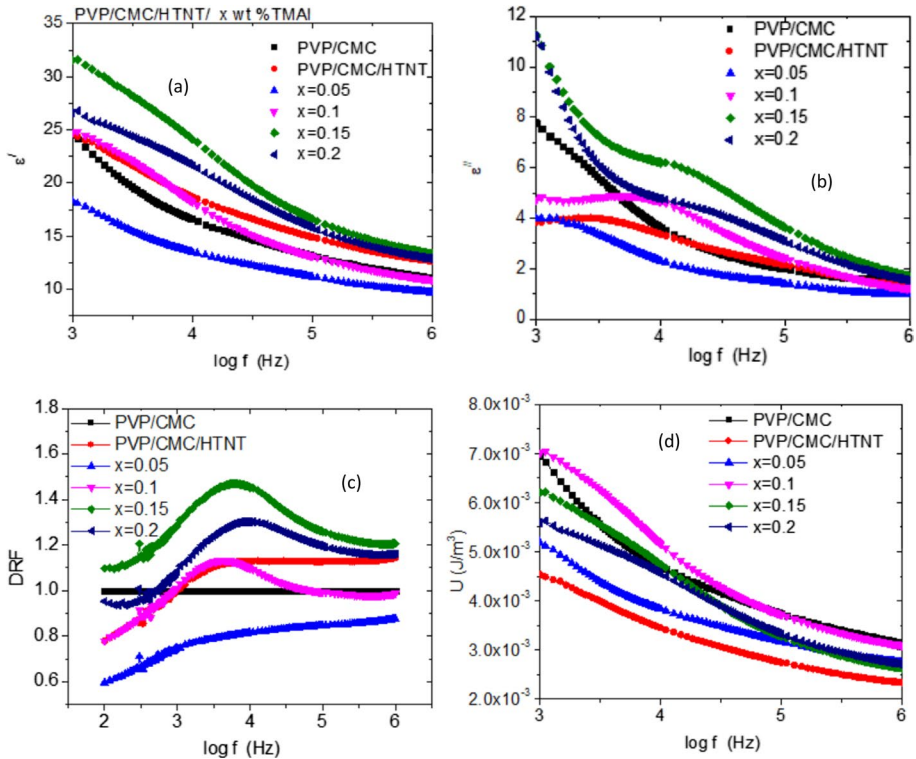 PVP/CMC/HTNT/ x wt %TMAI
35
30
25
20
15
10
ε/
3 4 5 6
log f (Hz)
(a)
PVP/CMC
PVP/CMC/HTNT
x=0.05
x=0.1
x=0.15
x=0.2
12
10
8
6
4
2
0
ε//
3 4 5 6
log f (Hz)
(b)
PVP/CMC
PVP/CMC/HTNT
x=0.05
x=0.1
x=0.15
x=0.2
1.8
1.6
1.4
1.2
1.0
0.8
0.6
DRF
2 3 4 5 6
log f (Hz)
PVP/CMC
PVP/CMC/HTNT
x=0.05
x=0.1
x=0.15
x=0.2
(c)
8.0x10⁻³
7.0x10⁻³
6.0x10⁻³
5.0x10⁻³
4.0x10⁻³
3.0x10⁻³
2.0x10⁻³
U (J/m³)
3 4 5 6
log f (Hz)
(d)
PVP/CMC
PVP/CMC/HTNT
x=0.05
x=0.1
x=0.15
x=0.2